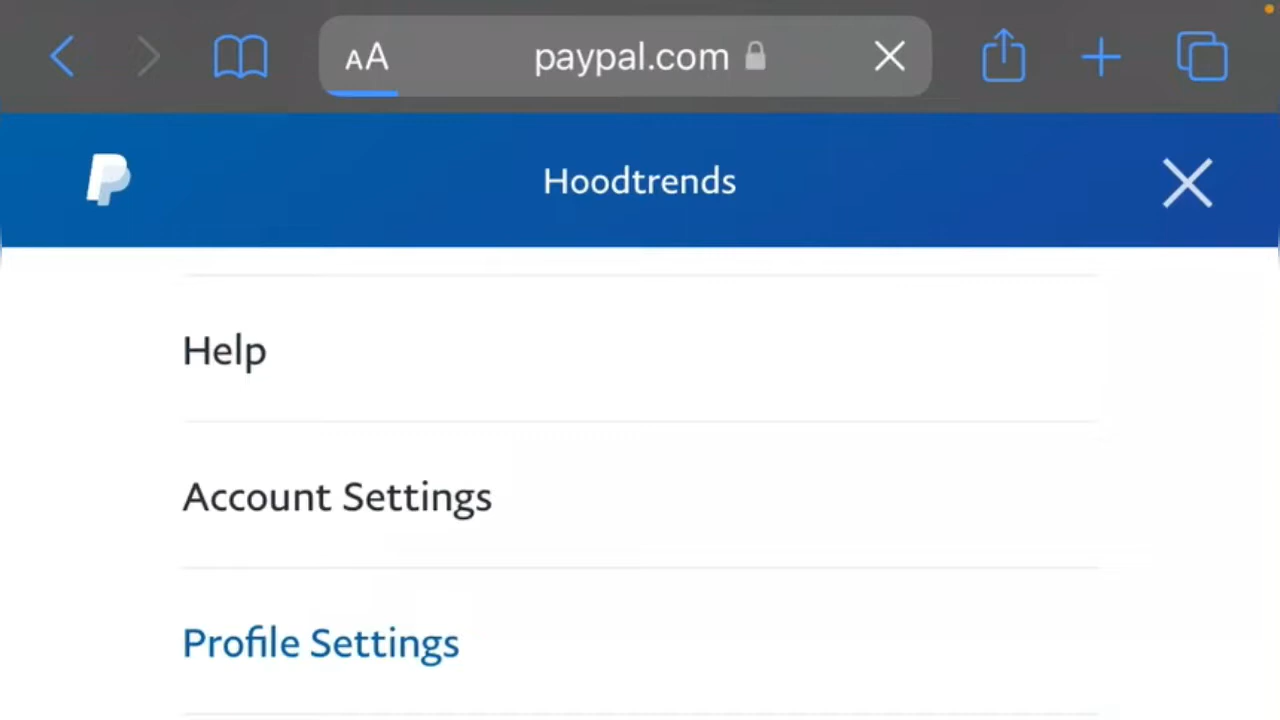 AA paypal.com
Hoodtrends
Help
Account Settings
Profile Settings